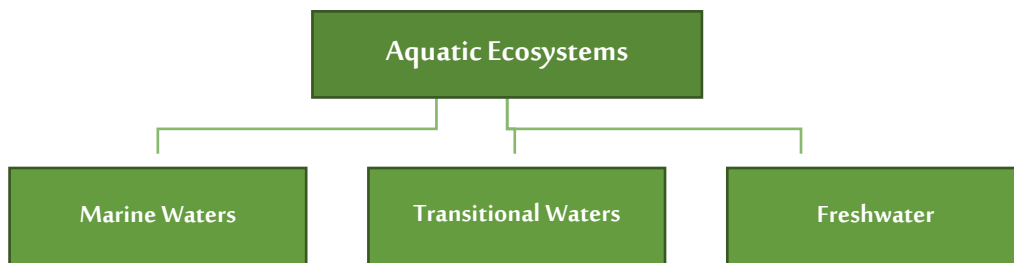 Aquatic Ecosystems
Marine Waters
Transitional Waters
Freshwater